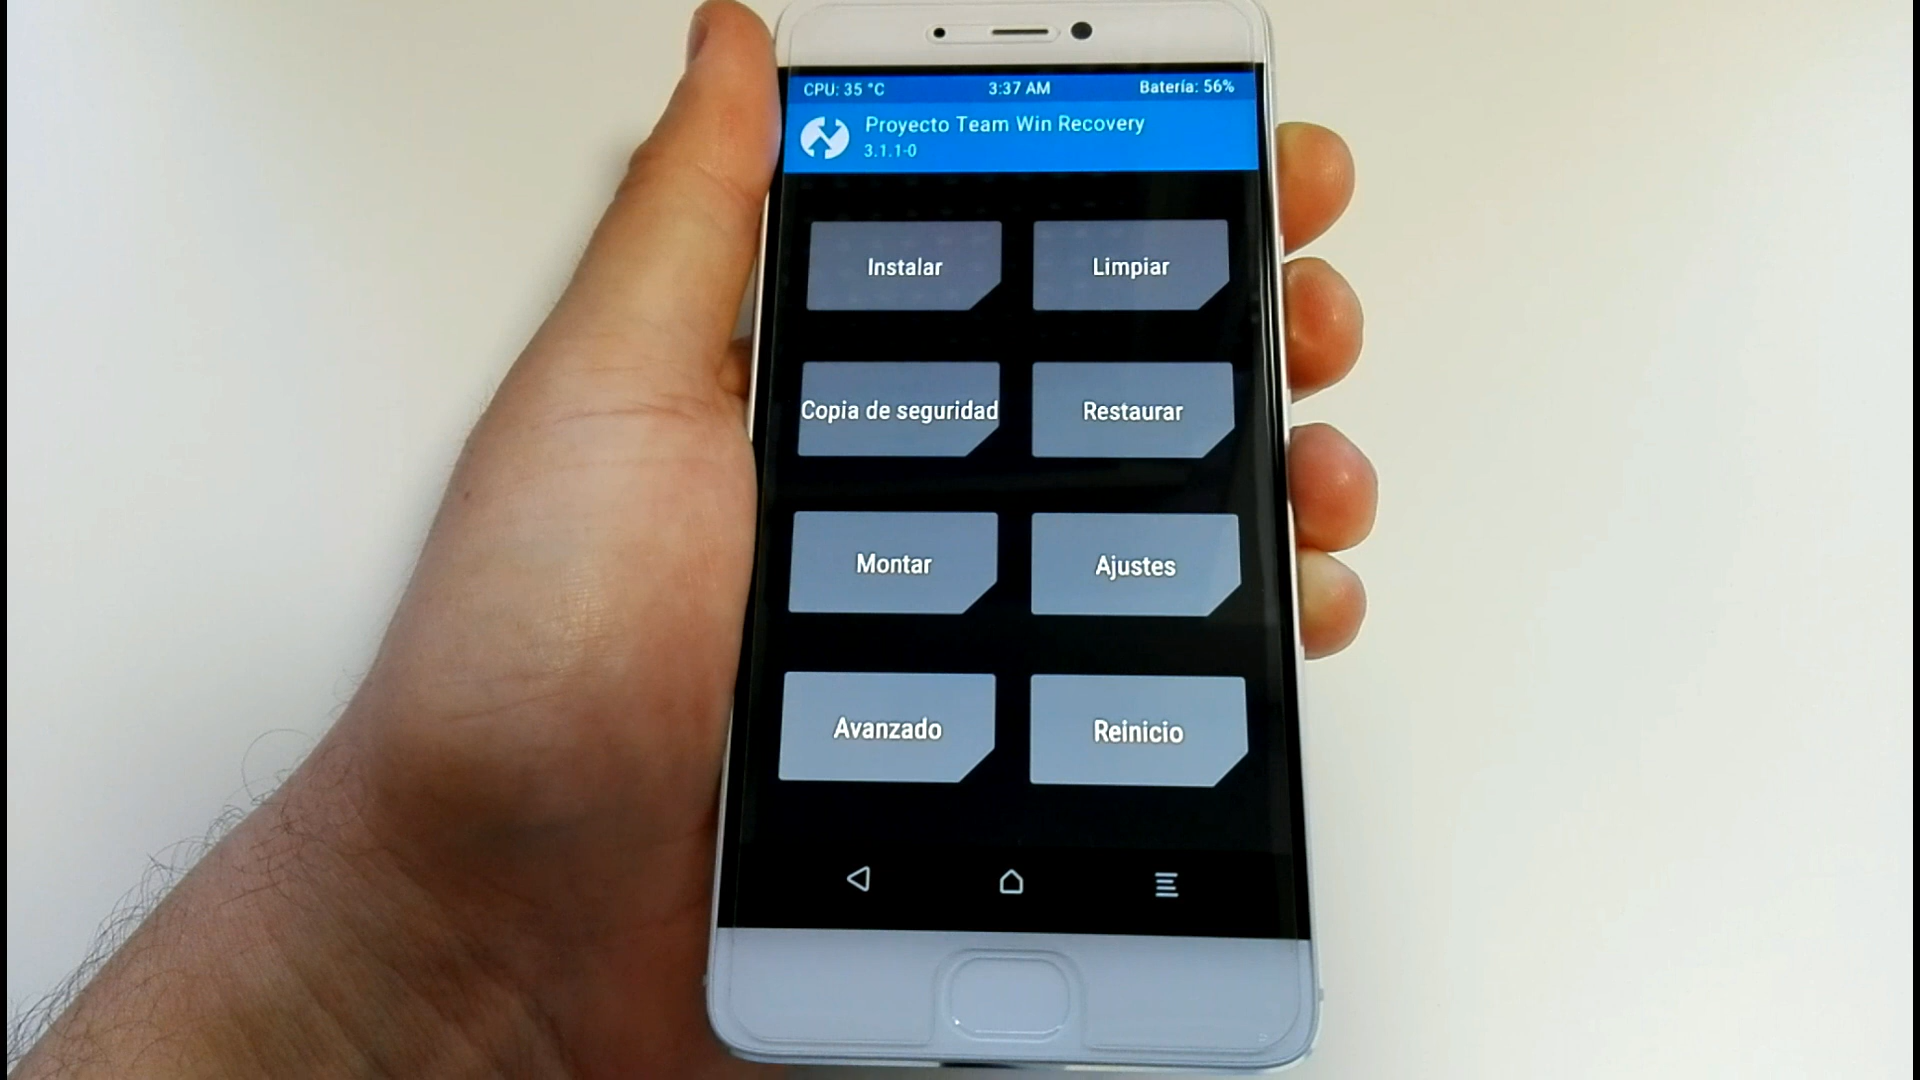 CPU: 35 °C 3:37 AM Batería: 56%
Proyecto Team Win Recovery
3.1.1-0
Instalar Limpiar
Copia de seguridad Restaurar
Montar Ajustes
Avanzado Reinicio